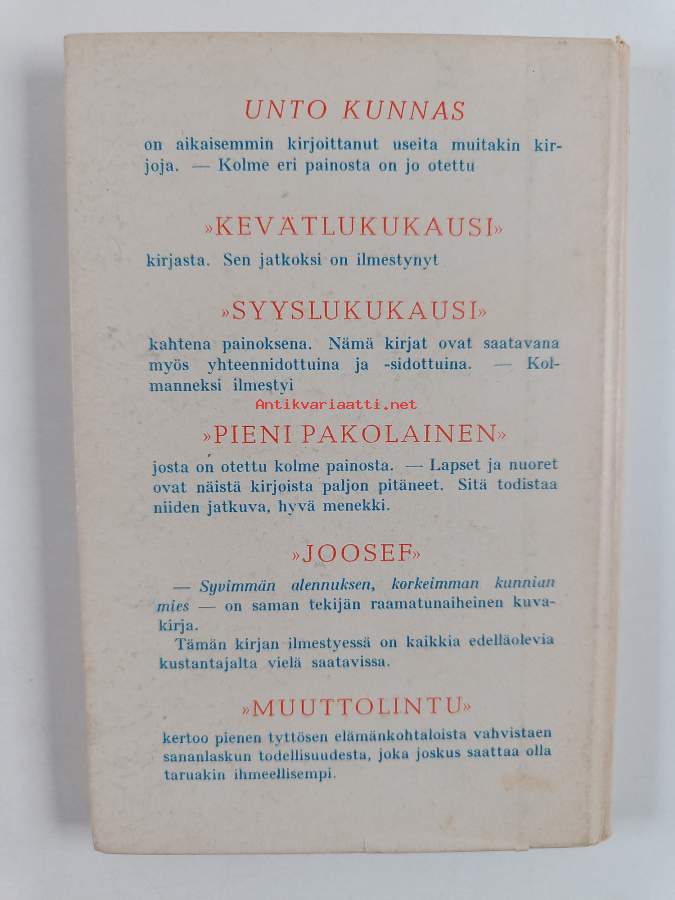 UNTO KUNNAS
on aikaisemmin kirjoittanut useita muitakin kir-
joja. — Kolme eri painosta on jo otettu
»KEVÄTLUKUKAUSI»
kirjasta. Sen jatkoksi on ilmestynyt
»SYYSLUKUKAUSI»
kahtena painoksena. Nämä kirjat ovat saatavana
myös yhteennidottuina ja -sidottuina. — Kol-
manneksi ilmestyi
Antikvariaatti.net
»PIENI PAKOLAINEN»
josta on otettu kolme painosta. — Lapset ja nuoret
ovat näistä kirjoista paljon pitäneet. Sitä todistaa
niiden jatkuva, hyvä menekki.
»JOOSEF»
— Syvimmän alennuksen, korkeimman kunnian
mies — on saman tekijän raamatunaiheinen kuva-
kirja.
Tämän kirjan ilmestyessä on kaikkia edelläolevia
kustantajalta vielä saatavissa.
»MUUTTOLINTU»
kertoo pienen tyttösen elämänkohtaloista vahvistaen
sananlaskun todellisuudesta, joka joskus saattaa olla
taruakin ihmeellisempi.